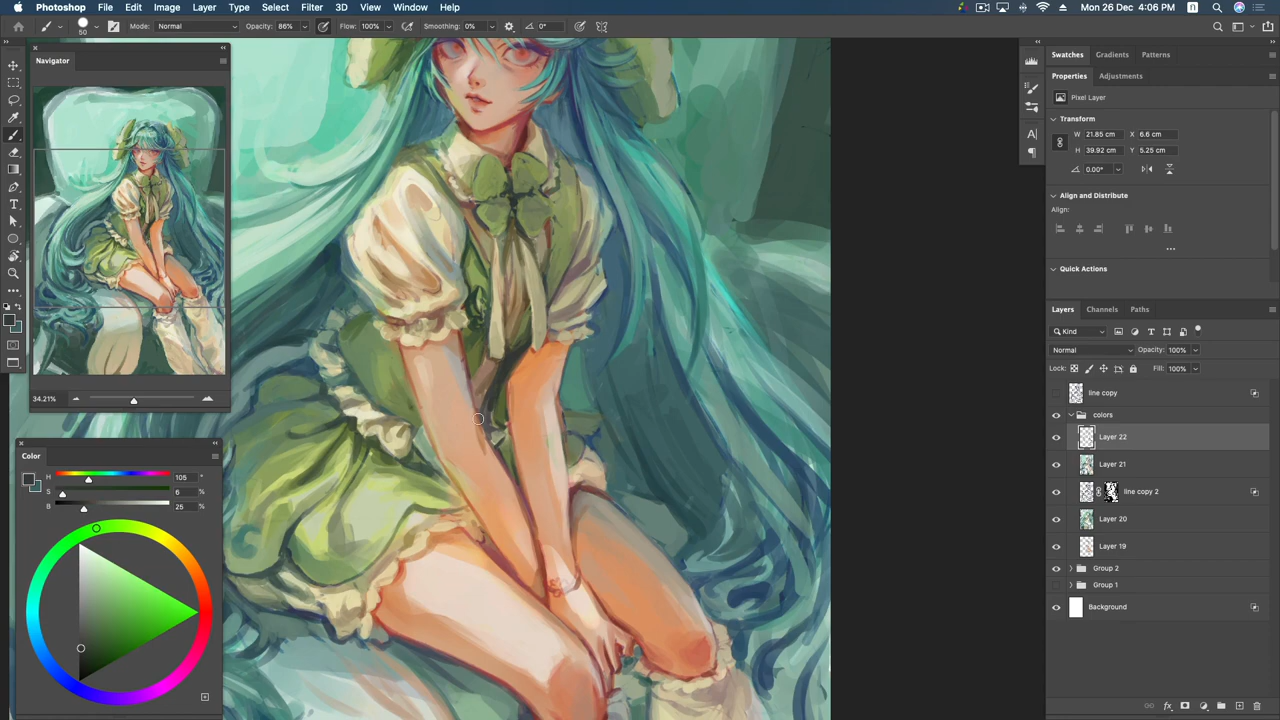 Photoshop File Edit Image Layer Type Select Filter 3D View Window Help Mon 26 Dec 4:06 PM
50 Mode: Normal Opacity: 86% Flow: 100% Smoothing: 0% 0°
Navigator
34.21%
Color
H 105 °
S 6 %
B 25 %
Swatches Gradients Patterns
Properties Adjustments
Pixel Layer
Transform
W 21.85 cm X 6.6 cm
H 39.92 cm Y 5.25 cm
0.00°
Align and Distribute
Align:
Quick Actions
Layers Channels Paths
Kind
Normal Opacity: 100%
Lock: Fill: 100%
line copy
colors
Layer 22
Layer 21
line copy 2
Layer 20
Layer 19
Group 2
Group 1
Background